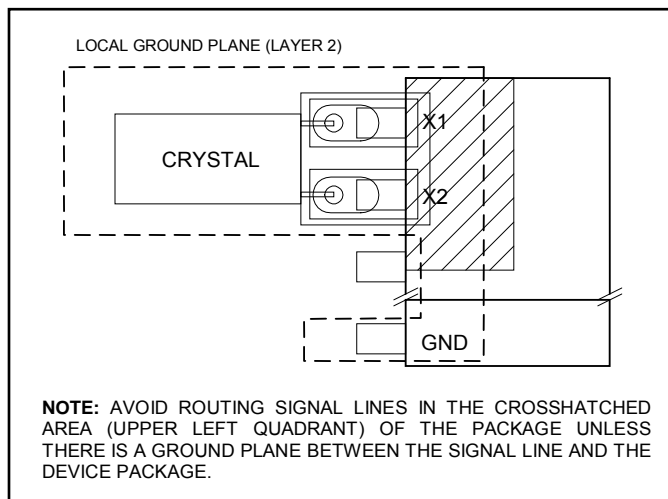 LOCAL GROUND PLANE (LAYER 2)
X1
CRYSTAL
X2
GND
NOTE: AVOID ROUTING SIGNAL LINES IN THE CROSSHATCHED
AREA (UPPER LEFT QUADRANT) OF THE PACKAGE UNLESS
THERE IS A GROUND PLANE BETWEEN THE SIGNAL LINE AND THE
DEVICE PACKAGE.